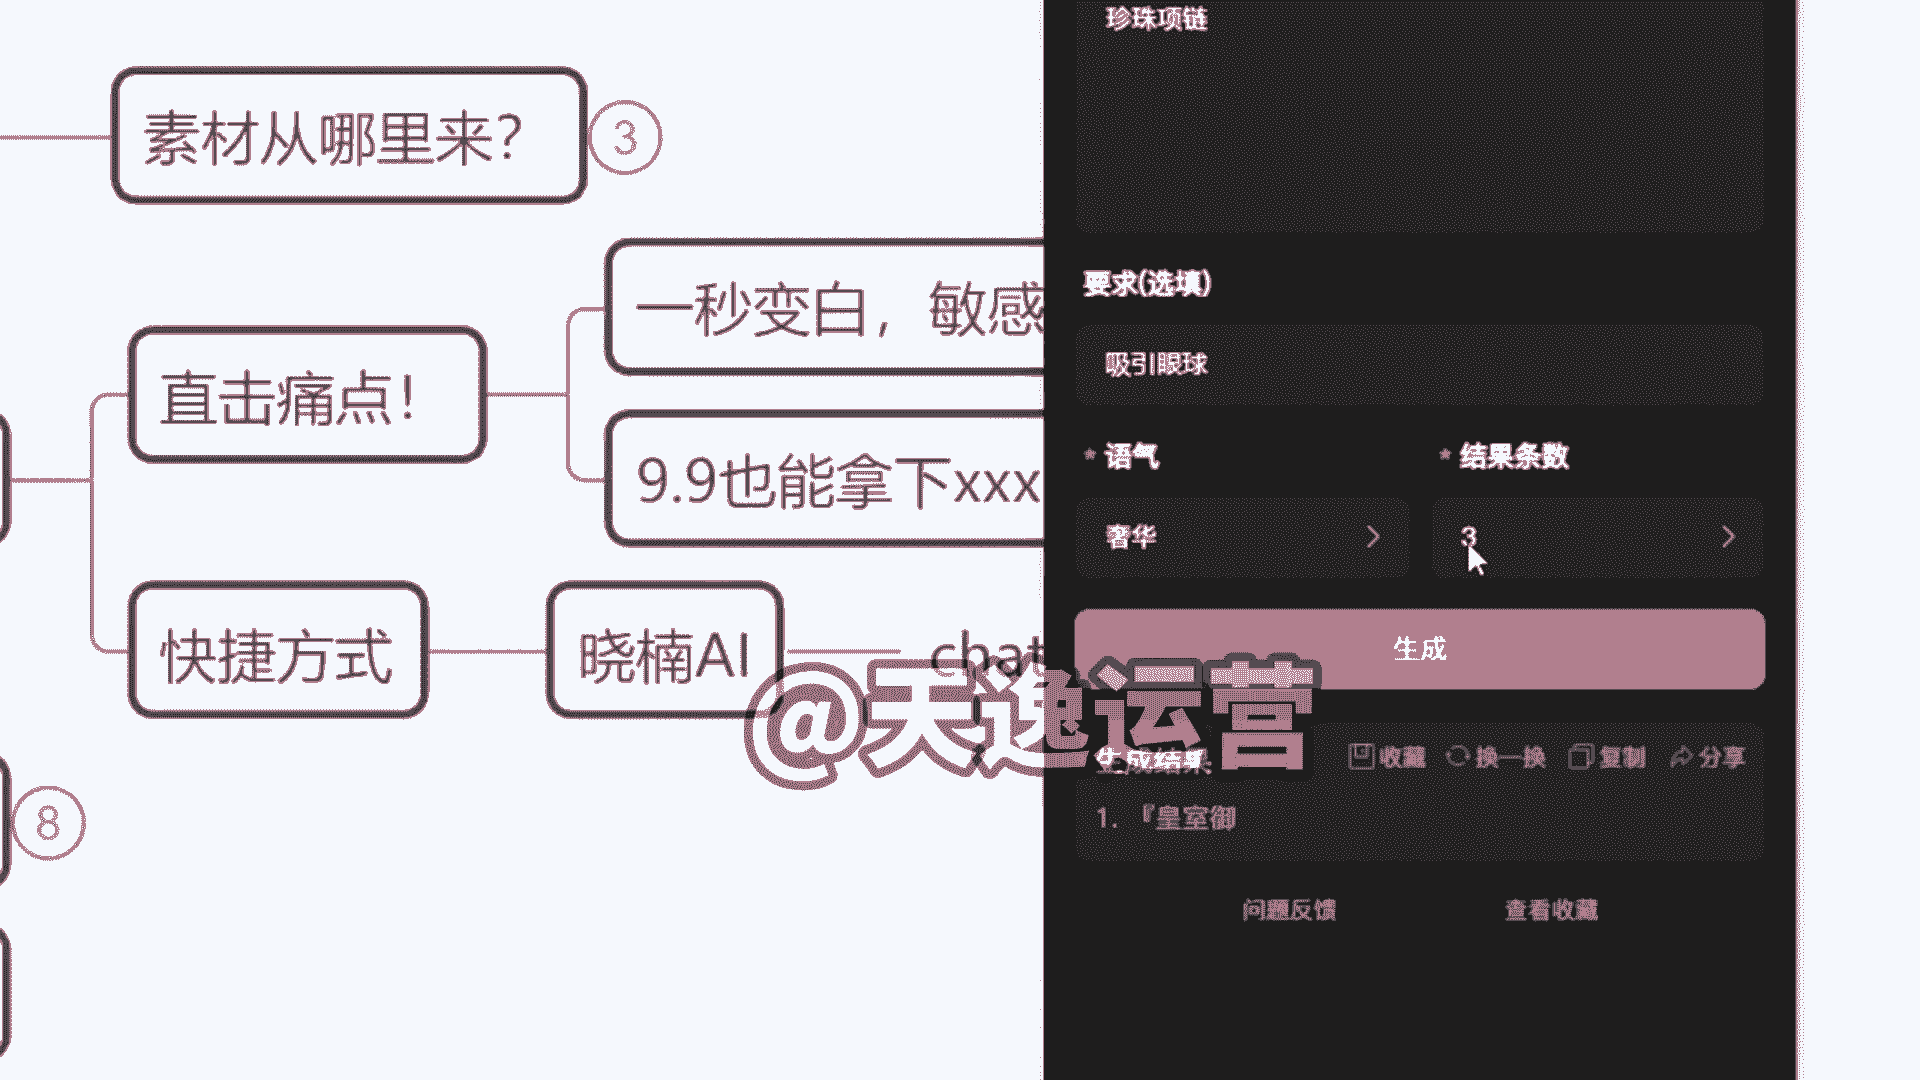 素材从哪里来？
3
一秒变白，敏感
直击痛点！
9.9也能拿下xxx
快捷方式
晓楠AI
chat
8
珍珠项链
要求(选填)
吸引眼球
* 语气
* 结果条数
奢华
3
生成
@天逸运营
生成结果
收藏
换一换
复制
分享
1. 『皇室御
问题反馈
查看收藏